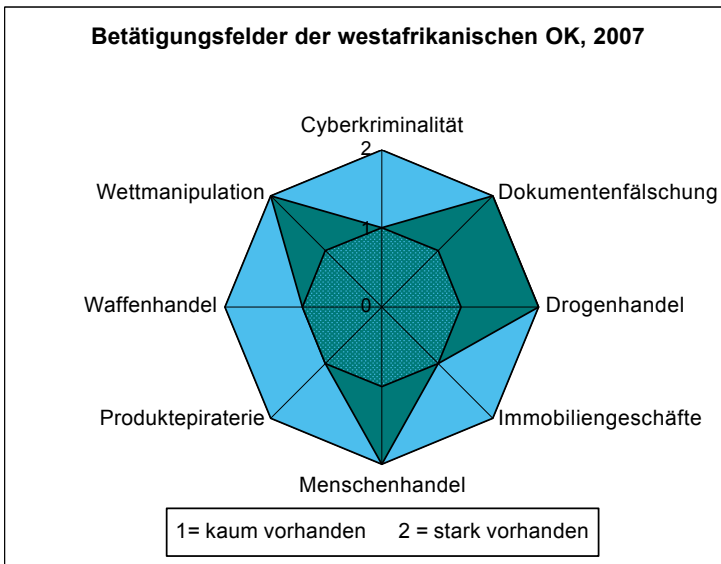 Betätigungsfelder der westafrikanischen OK, 2007
Cyberkriminalität
2
Wettmanipulation
Dokumentenfälschung
1
Waffenhandel
0
Drogenhandel
Produktepiraterie
Immobiliengeschäfte
Menschenhandel
1= kaum vorhanden 2 = stark vorhanden